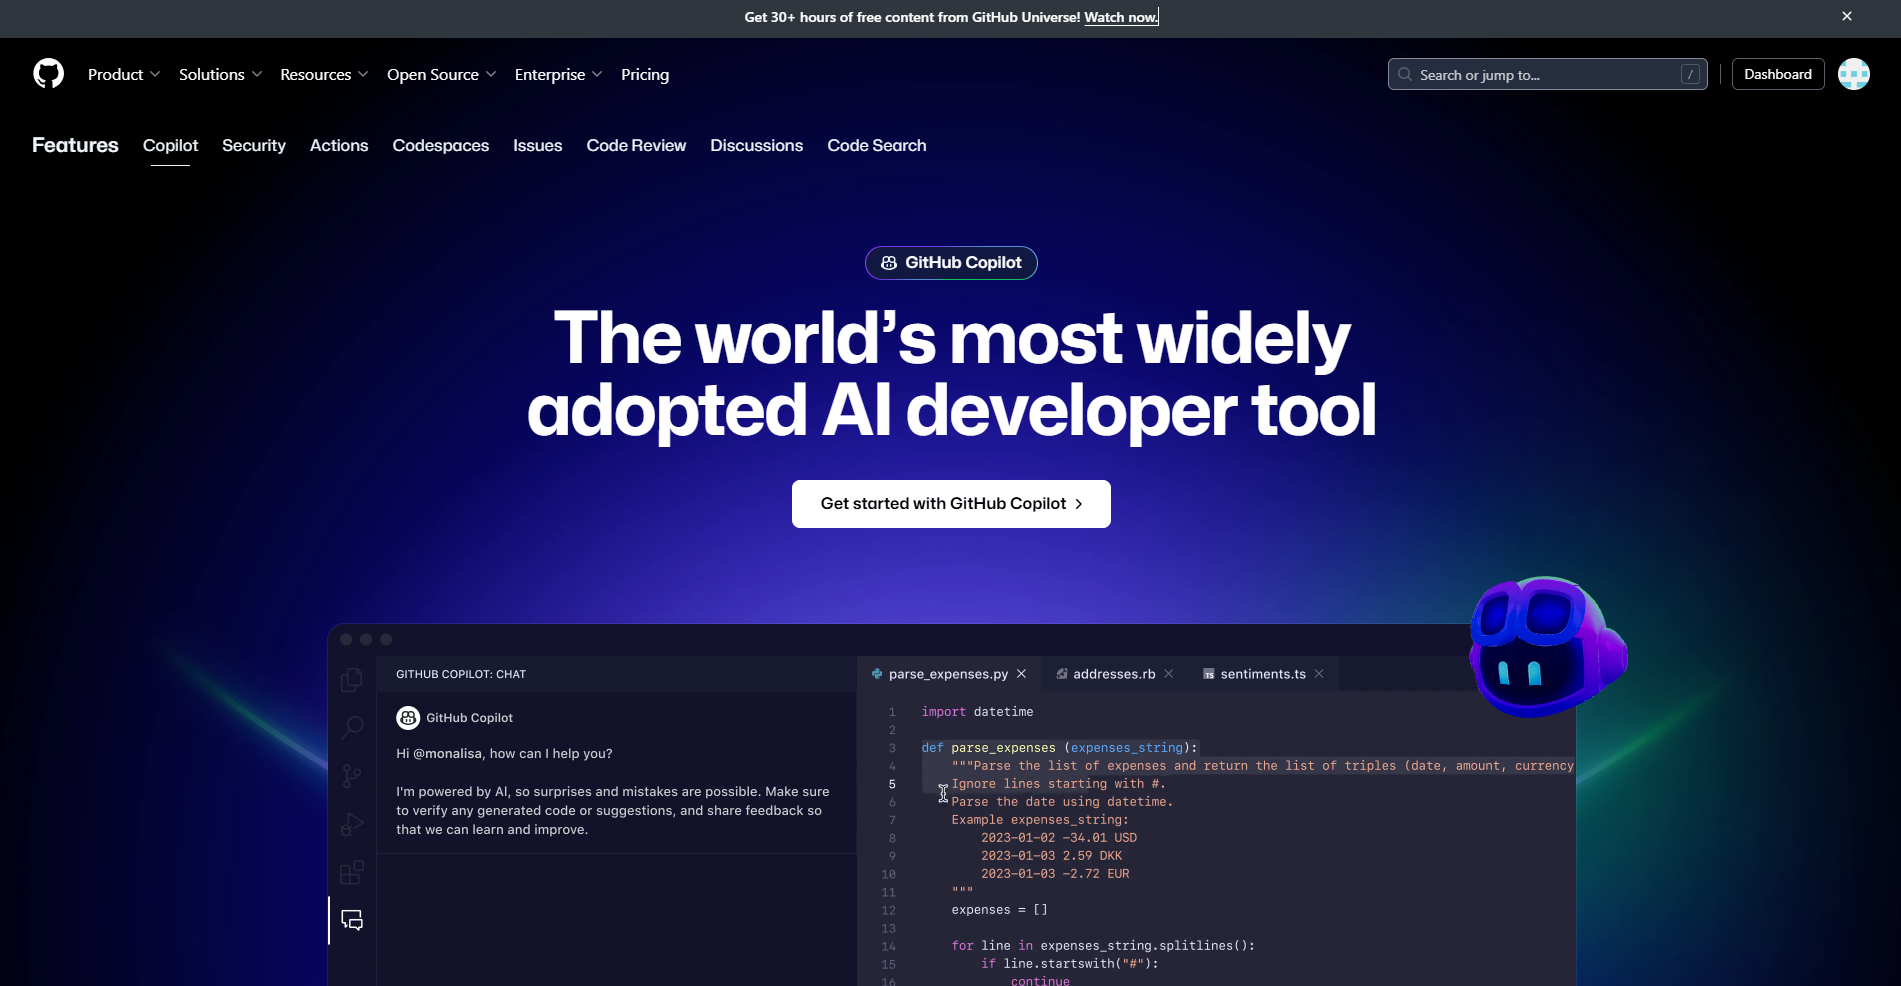 Get 30+ hours of free content from GitHub Universe! Watch now.
Product Solutions Resources Open Source Enterprise Pricing
Search or jump to... /
Dashboard
Features Copilot Security Actions Codespaces Issues Code Review Discussions Code Search
GitHub Copilot
The world’s most widely
adopted AI developer tool
Get started with GitHub Copilot
GITHUB COPILOT: CHAT
GitHub Copilot
Hi @monalisa, how can I help you?
I'm powered by AI, so surprises and mistakes are possible. Make sure
to verify any generated code or suggestions, and share feedback so
that we can learn and improve.
parse_expenses.py addresses.rb TS sentiments.ts
1 import datetime
2
3 def parse_expenses (expenses_string):
4 """Parse the list of expenses and return the list of triples (date, amount, currency
5 Ignore lines starting with #.
6 Parse the date using datetime.
7 Example expenses_string:
8 2023-01-02 -34.01 USD
9 2023-01-03 2.59 DKK
10 2023-01-03 -2.72 EUR
11 """
12 expenses = []
13
14 for line in expenses_string.splitlines():
15 if line.startswith("#"):
16 continue